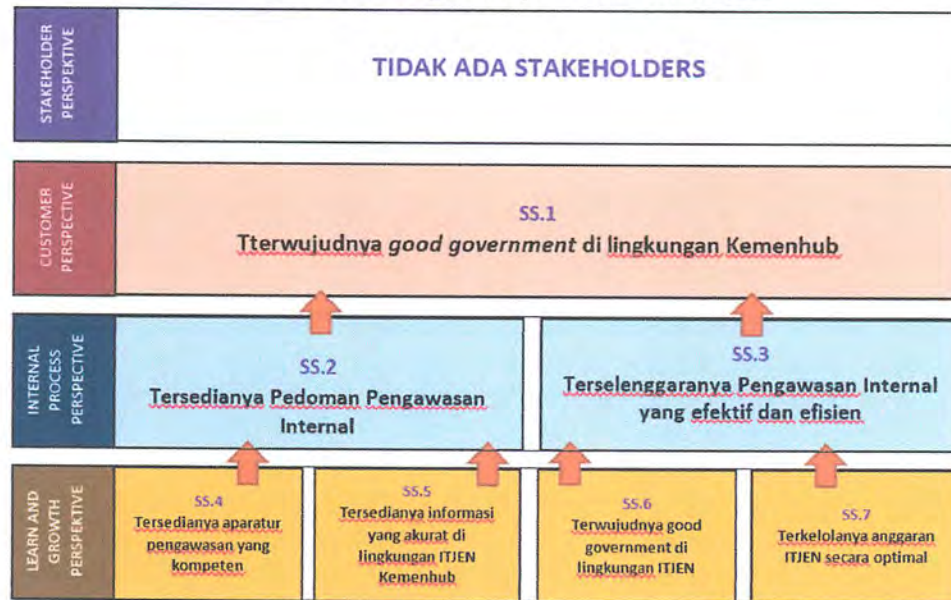 STAKEHOLDER
PERSPEKTIVE
TIDAK ADA STAKEHOLDERS
CUSTOMER
PERSPECTIVE
SS.1
Tterwujudnya good government di lingkungan Kemenhub
INTERNAL
PROCESS
PERSPECTIVE
SS.2
Tersedianya Pedoman Pengawasan
Internal
SS.3
Terselenggaranya Pengawasan Internal
yang efektif dan efisien
LEARN AND
GROWTH
PERSPEKTIVE
SS.4
Tersedianya aparatur
pengawasan yang
kompeten
SS.5
Tersedianya informasi
yang akurat di
lingkungan ITJEN
Kemenhub
SS.6
Terwujudnya good
government di
lingkungan ITJEN
SS.7
Terkelolanya anggaran
ITJEN secara optimal